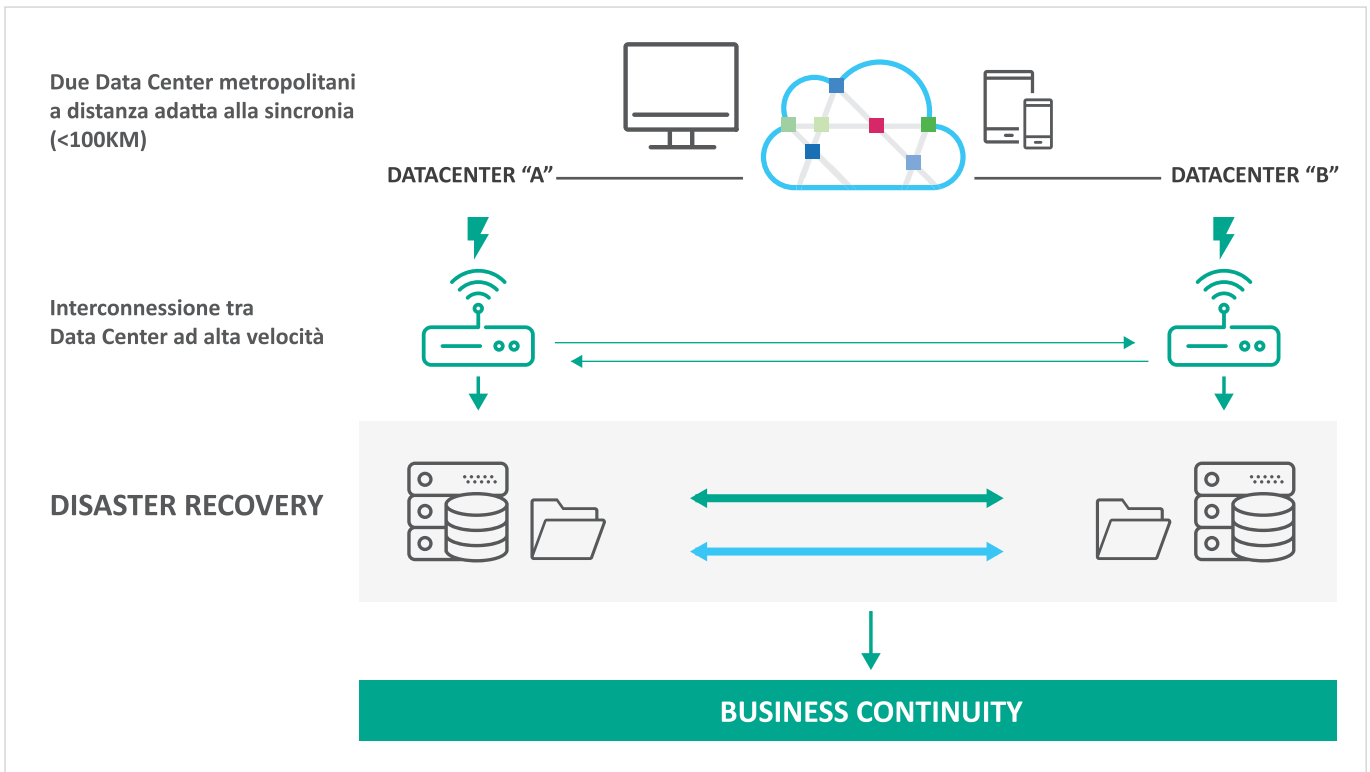 Due Data Center metropolitani
a distanza adatta alla sincronia
(<100KM)
DATACENTER “A”
DATACENTER “B”
Interconnessione tra
Data Center ad alta velocità
DISASTER RECOVERY
BUSINESS CONTINUITY